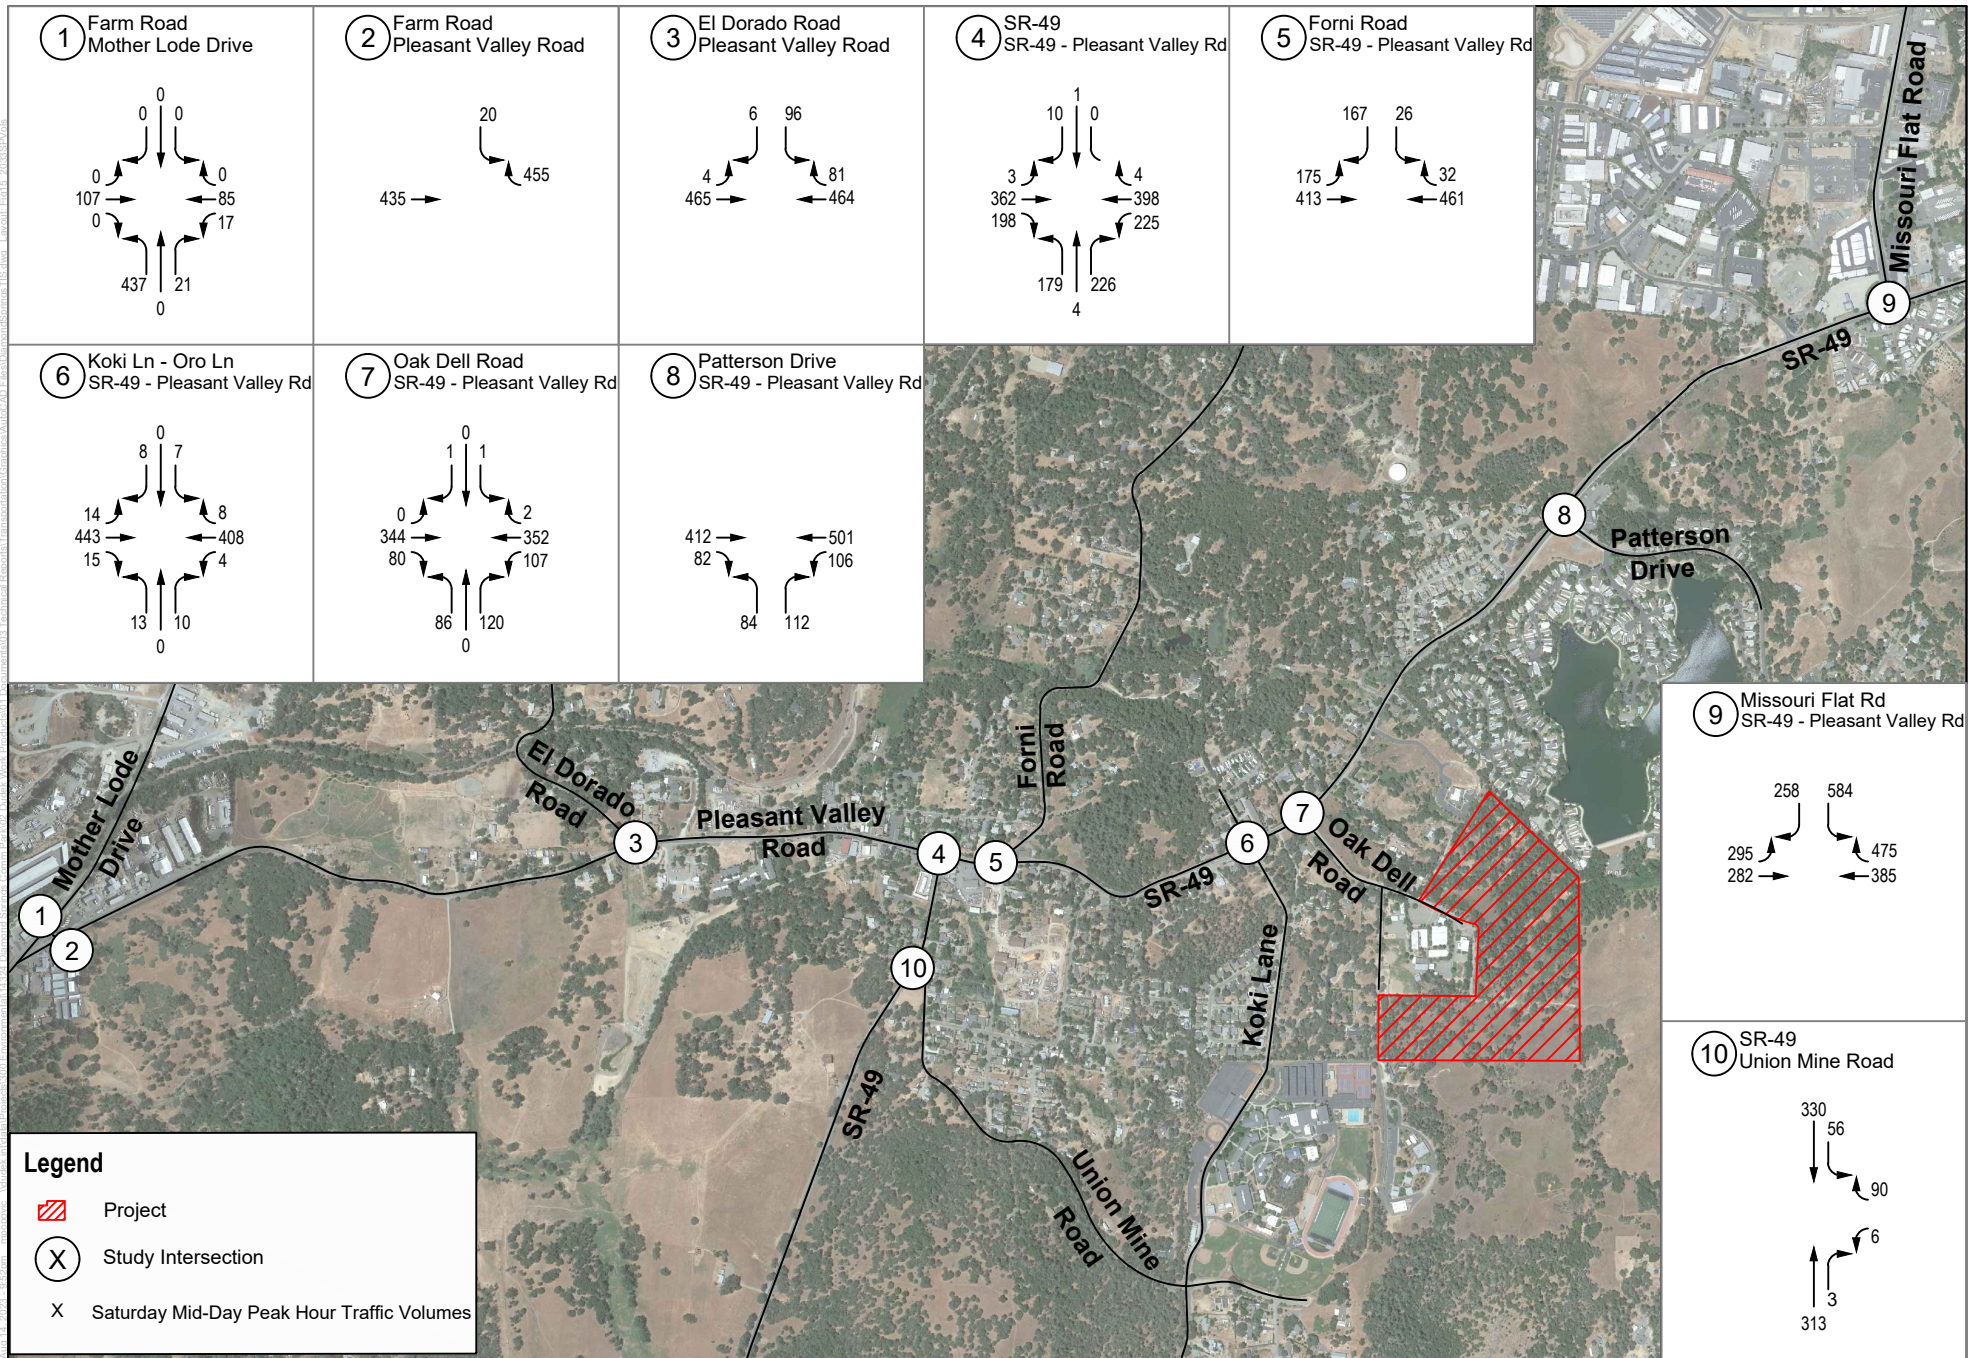 1
Farm Road
Mother Lode Drive
0
0 0
0 0
107 85
0 17
437 21
0
2
Farm Road
Pleasant Valley Road
20
455
435
3
El Dorado Road
Pleasant Valley Road
6 96
4 81
465 464
4
SR-49
SR-49 - Pleasant Valley Rd
1
10 0
3 4
362 398
198 225
179 226
4
5
Forni Road
SR-49 - Pleasant Valley Rd
167 26
175 32
413 461
6
Koki Ln - Oro Ln
SR-49 - Pleasant Valley Rd
0
8 7
14 8
443 408
15 4
13 10
0
7
Oak Dell Road
SR-49 - Pleasant Valley Rd
0
1 1
0 2
344 352
80 107
86 120
0
8
Patterson Drive
SR-49 - Pleasant Valley Rd
412 501
82 106
84 112
9
Missouri Flat Rd
SR-49 - Pleasant Valley Rd
258 584
295 475
282 385
10
SR-49
Union Mine Road
330
56
90
6
3
313
Missouri Flat Road
9
SR-49
8
Patterson
Drive
Forni
Road
Mother Lode
Drive
El Dorado
Road
Pleasant Valley
Road
1
2
3
4
5
6
7
10
SR-49
Oak Dell
Road
Koki Lane
SR-49
Union Mine
Road
Legend
Project
X Study Intersection
X Saturday Mid-Day Peak Hour Traffic Volumes